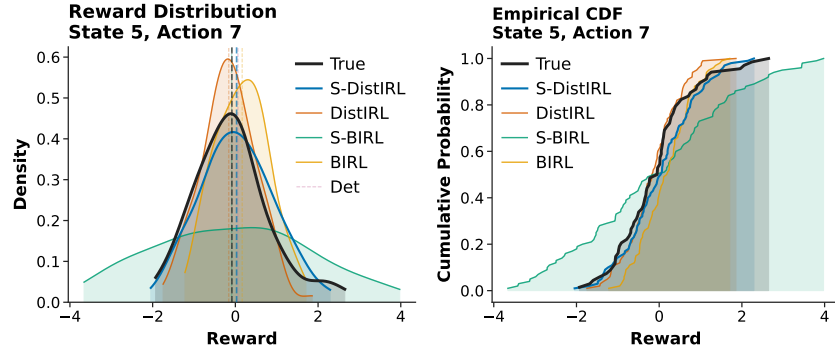 Reward Distribution
State 5, Action 7
Density
0.6
0.5
0.4
0.3
0.2
0.1
0.0
−4
−2
0
2
4
Reward
True
S-DistIRL
DistIRL
S-BIRL
BIRL
Det
Empirical CDF
State 5, Action 7
Cumulative Probability
1.0
0.8
0.6
0.4
0.2
0.0
−4
−2
0
2
4
Reward
True
S-DistIRL
DistIRL
S-BIRL
BIRL